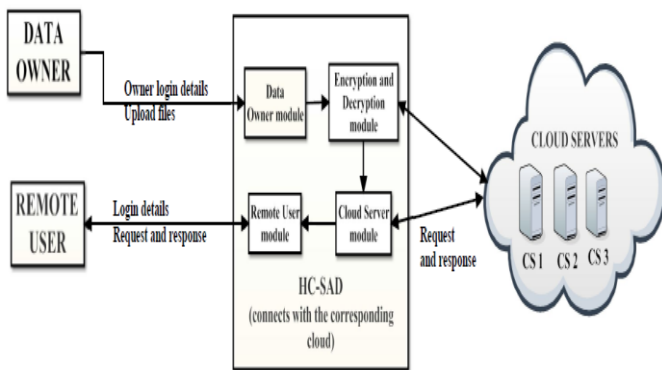 DATA
OWNER
Owner login details
Upload files
Data
Owner module
Encryption and
Decryption
module
CLOUD SERVERS
REMOTE
USER
Login details
Request and response
Remote User
module
Cloud Server
module
Request
and response
CS 1
CS 2
CS 3
HC-SAD
(connects with the corresponding
cloud)